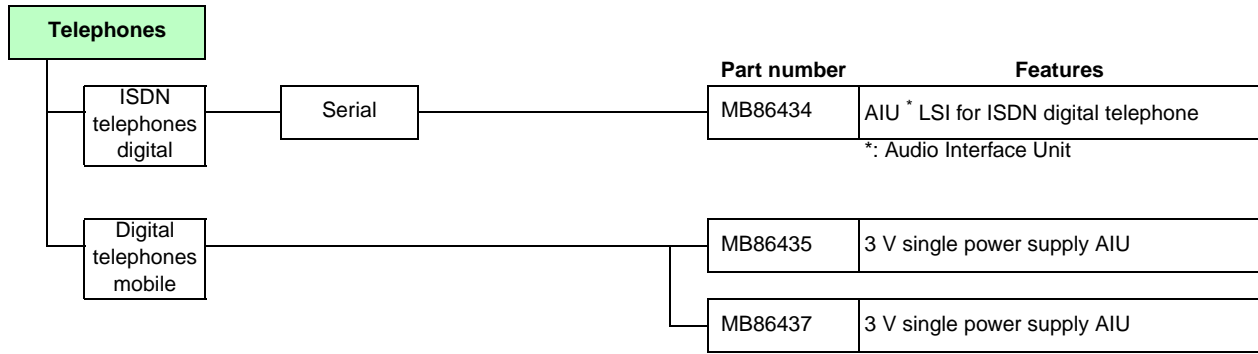 Telephones
Part number Features
ISDN
telephones
digital
Serial
MB86434 AIU * LSI for ISDN digital telephone
*: Audio Interface Unit
Digital
telephones
mobile
MB86435 3 V single power supply AIU
MB86437 3 V single power supply AIU